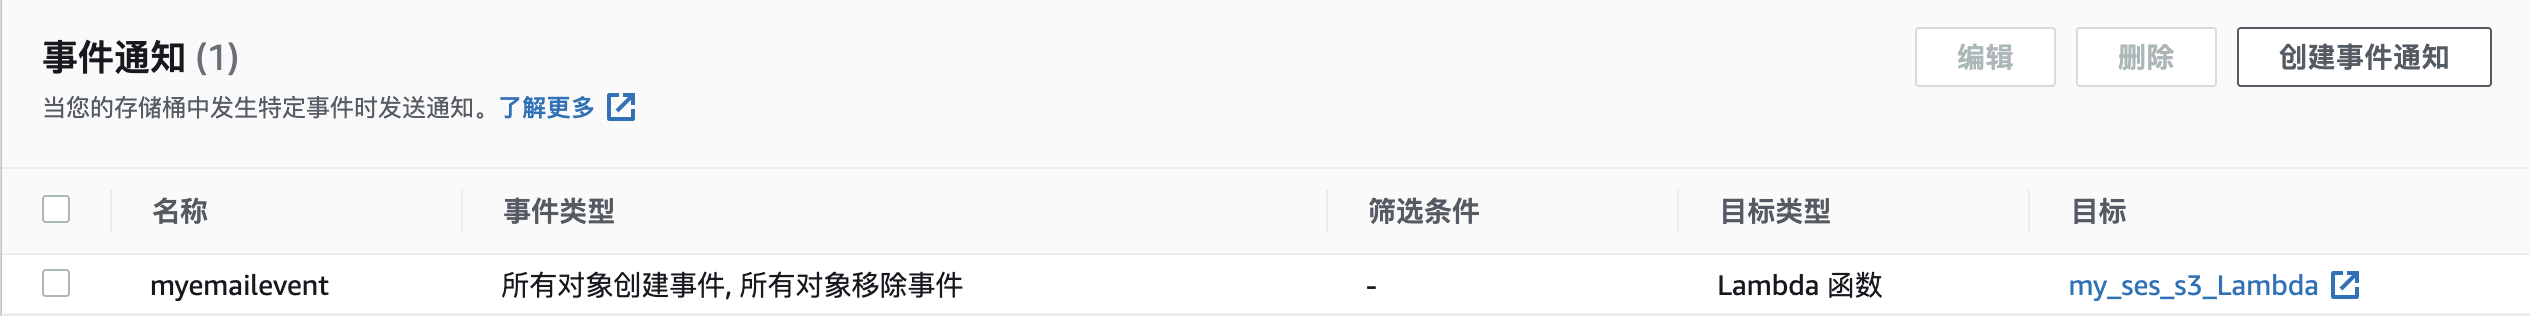 事件通知 (1)
编辑
删除
创建事件通知
当您的存储桶中发生特定事件时发送通知。了解更多
名称 事件类型 筛选条件 目标类型 目标
myemailevent 所有对象创建事件, 所有对象移除事件 - Lambda 函数 my_ses_s3_Lambda